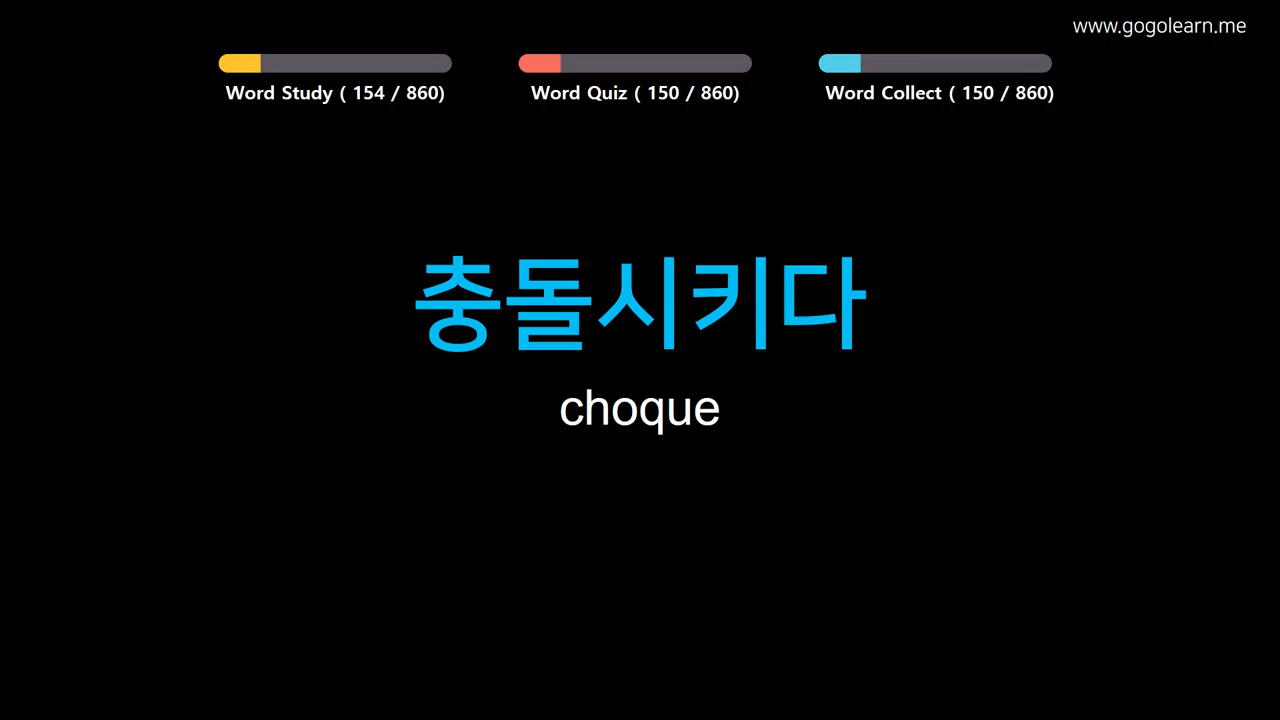 www.gogolearn.me
Word Study ( 154 / 860)
Word Quiz ( 150 / 860)
Word Collect ( 150 / 860)
충돌시키다
choque